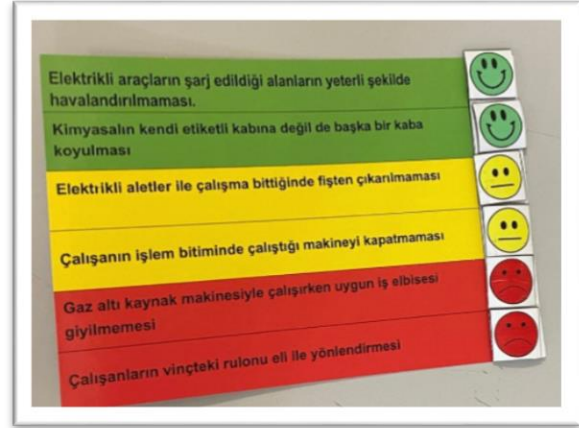 Elektrikli araçların şarj edildiği alanların yeterli şekilde
havalandırılmaması.
Kimyasalın kendi etiketli kabına değil de başka bir kaba
koyulması
Elektrikli aletler ile çalışma bittiğinde fişten çıkarılmaması
Çalışanın işlem bitiminde çalıştığı makineyi kapatmaması
Gaz altı kaynak makinesiyle çalışırken uygun iş elbisesi
giyilmemesi
Çalışanların vinçteki rulonu eli ile yönlendirmesi